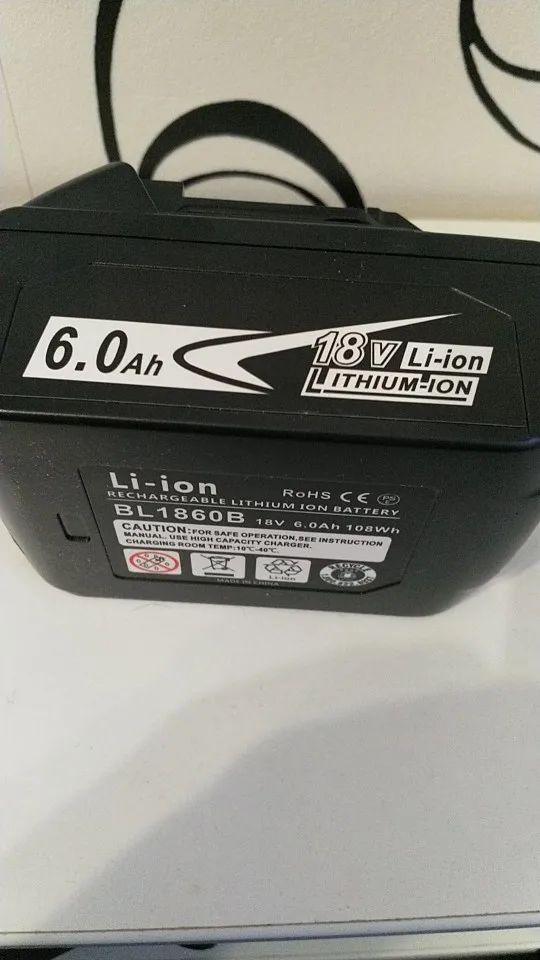 6.0Ah
18V Li-ion
LITHIUM-ION
Li-ion
RoHS CE
RECHARGEABLE LITHIUM ION BATTERY
BL1860B 18V 6.0Ah 108Wh
CAUTION: FOR SAFE OPERATION, SEE INSTRUCTION
MANUAL. USE HIGH CAPACITY CHARGER.
CHARGING ROOM TEMP:10°C-40°C.
Li-ion
RECYCLE
MADE IN CHINA